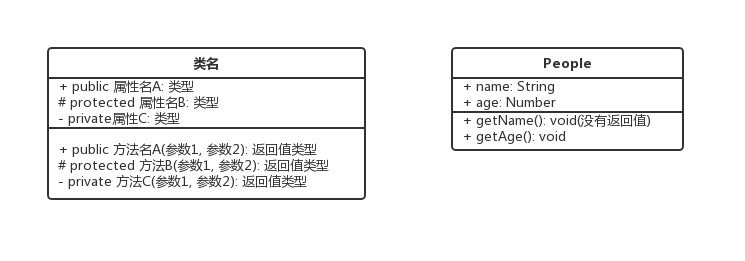 类名
+ public 属性名A: 类型
# protected 属性名B: 类型
- private属性C: 类型
+ public 方法名A(参数1, 参数2): 返回值类型
# protected 方法B(参数1, 参数2): 返回值类型
- private 方法C(参数1, 参数2): 返回值类型
People
+ name: String
+ age: Number
+ getName(): void(没有返回值)
+ getAge(): void